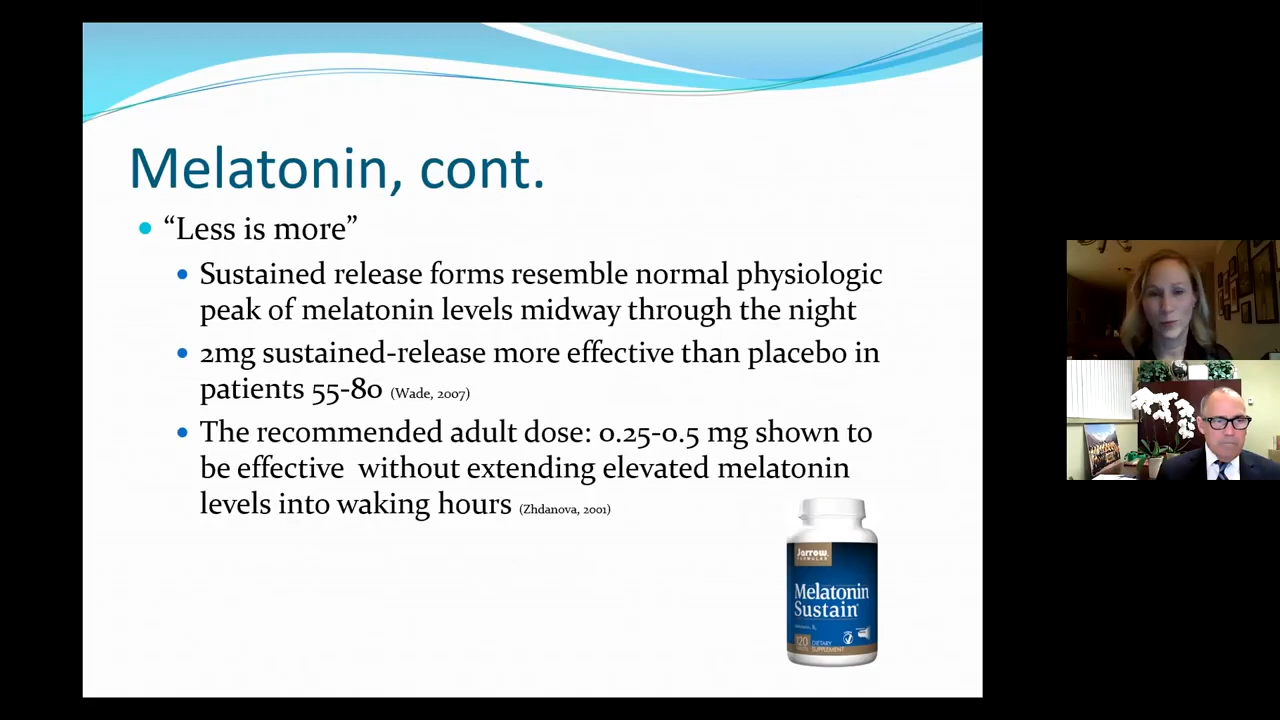 Melatonin, cont.
“Less is more”
Sustained release forms resemble normal physiologic
peak of melatonin levels midway through the night
2mg sustained-release more effective than placebo in
patients 55-80 (Wade, 2007)
The recommended adult dose: 0.25-0.5 mg shown to
be effective without extending elevated melatonin
levels into waking hours (Zhdanova, 2001)
Jarrow
FORMULAS
Melatonin
Sustain
120
DIETARY
SUPPLEMENT